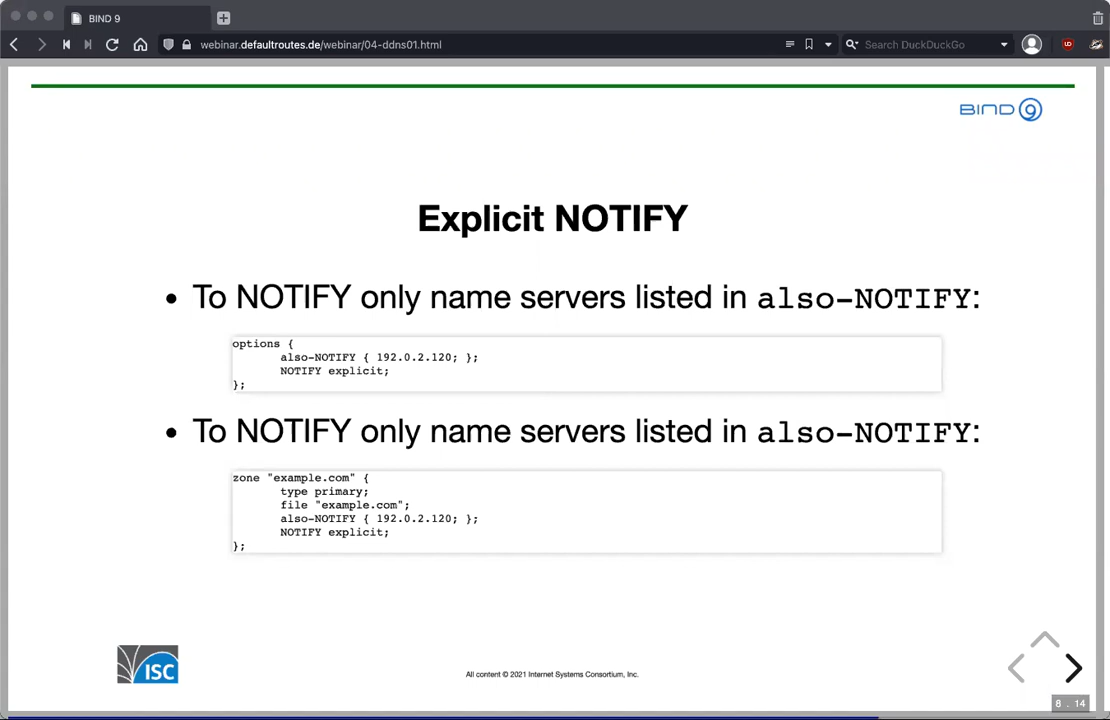 BIND 9
webinar.defaultroutes.de/webinar/04-ddns01.html
Search DuckDuckGo
BIND 9
Explicit NOTIFY
• To NOTIFY only name servers listed in also-NOTIFY:
options {
also-NOTIFY { 192.0.2.120; };
NOTIFY explicit;
};
• To NOTIFY only name servers listed in also-NOTIFY:
zone "example.com" {
type primary;
file "example.com";
also-NOTIFY { 192.0.2.120; };
NOTIFY explicit;
};
ISC
All content © 2021 Internet Systems Consortium, Inc.
8 . 14